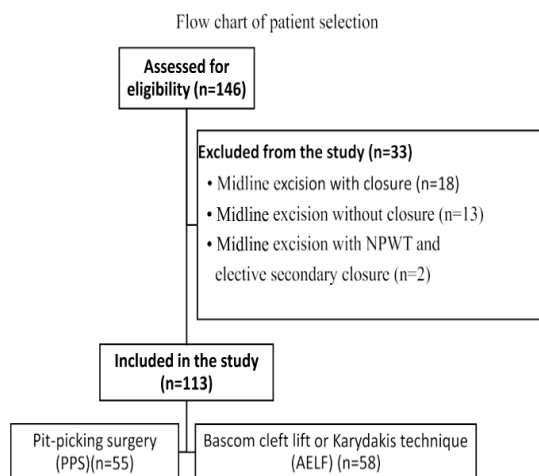 Flow chart of patient selection
Assessed for
eligibility (n=146)
Excluded from the study (n=33)
• Midline excision with closure (n=18)
• Midline excision without closure (n=13)
• Midline excision with NPWT and
elective secondary closure (n=2)
Included in the study
(n=113)
Pit-picking surgery
(PPS)(n=55)
Bascom cleft lift or Karydakis technique
(AELF) (n=58)